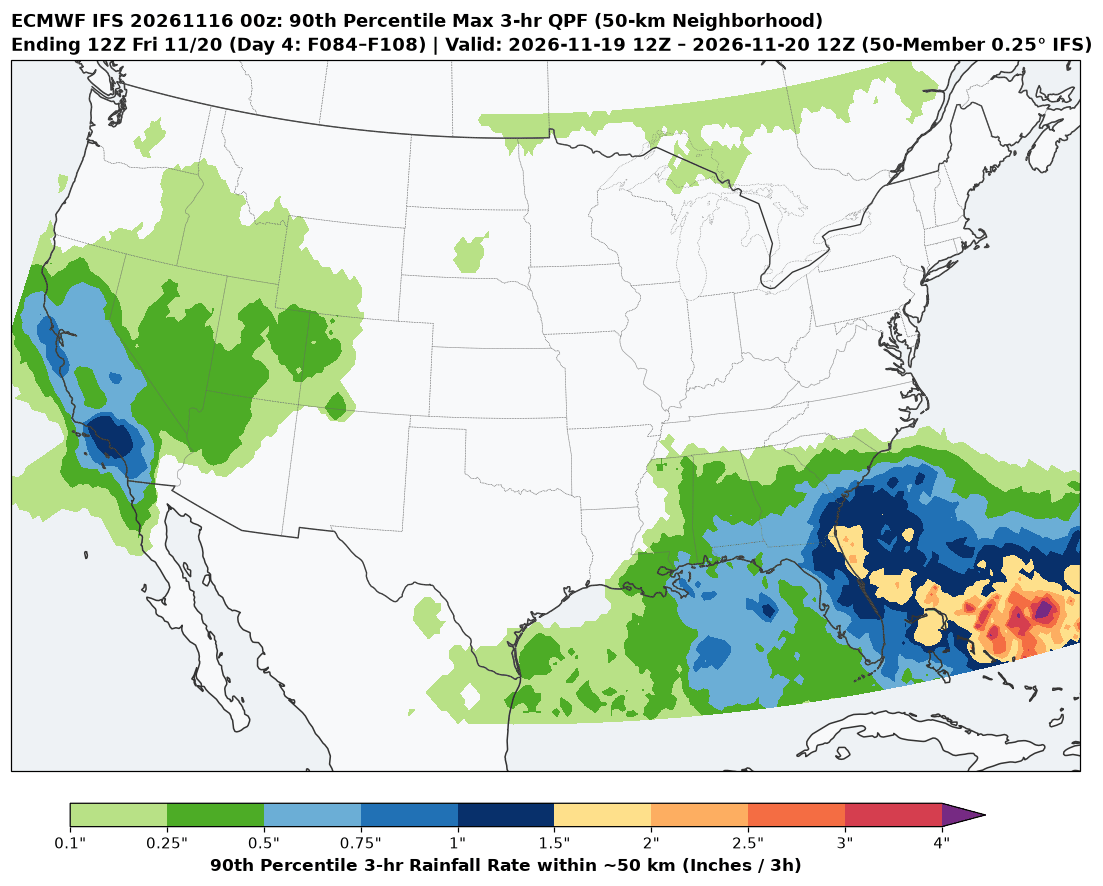 ECMWF IFS 20261116 00z: 90th Percentile Max 3-hr QPF (50-km Neighborhood)
Ending 12Z Fri 11/20 (Day 4: F084–F108) | Valid: 2026-11-19 12Z – 2026-11-20 12Z (50-Member 0.25° IFS)
0.1" 0.25" 0.5" 0.75" 1" 1.5" 2" 2.5" 3" 4"
90th Percentile 3-hr Rainfall Rate within ~50 km (Inches / 3h)